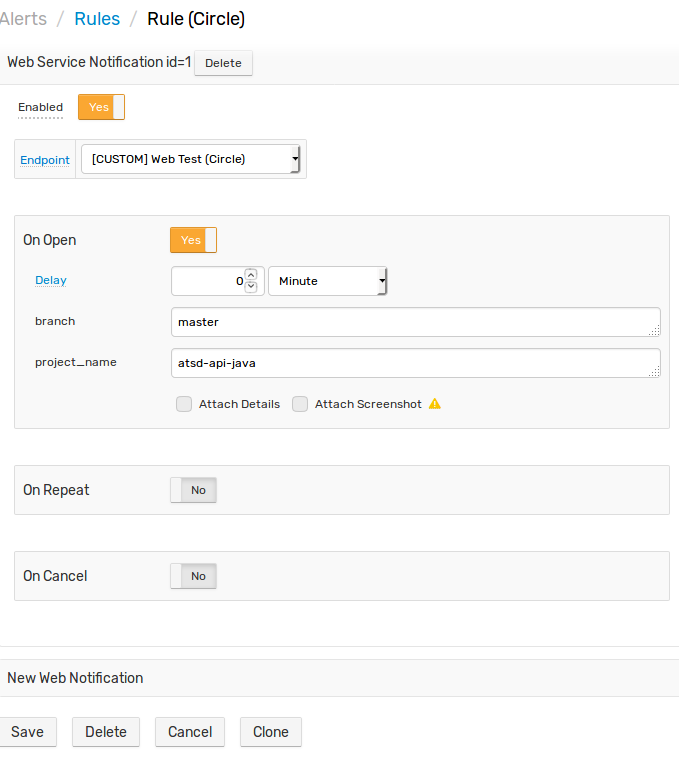 Alerts / Rules / Rule (Circle)
Web Service Notification id=1 Delete
Enabled Yes
Endpoint [CUSTOM] Web Test (Circle)
On Open Yes
Delay 0 Minute
branch master
project_name atsd-api-java
Attach Details Attach Screenshot
On Repeat No
On Cancel No
New Web Notification
Save Delete Cancel Clone